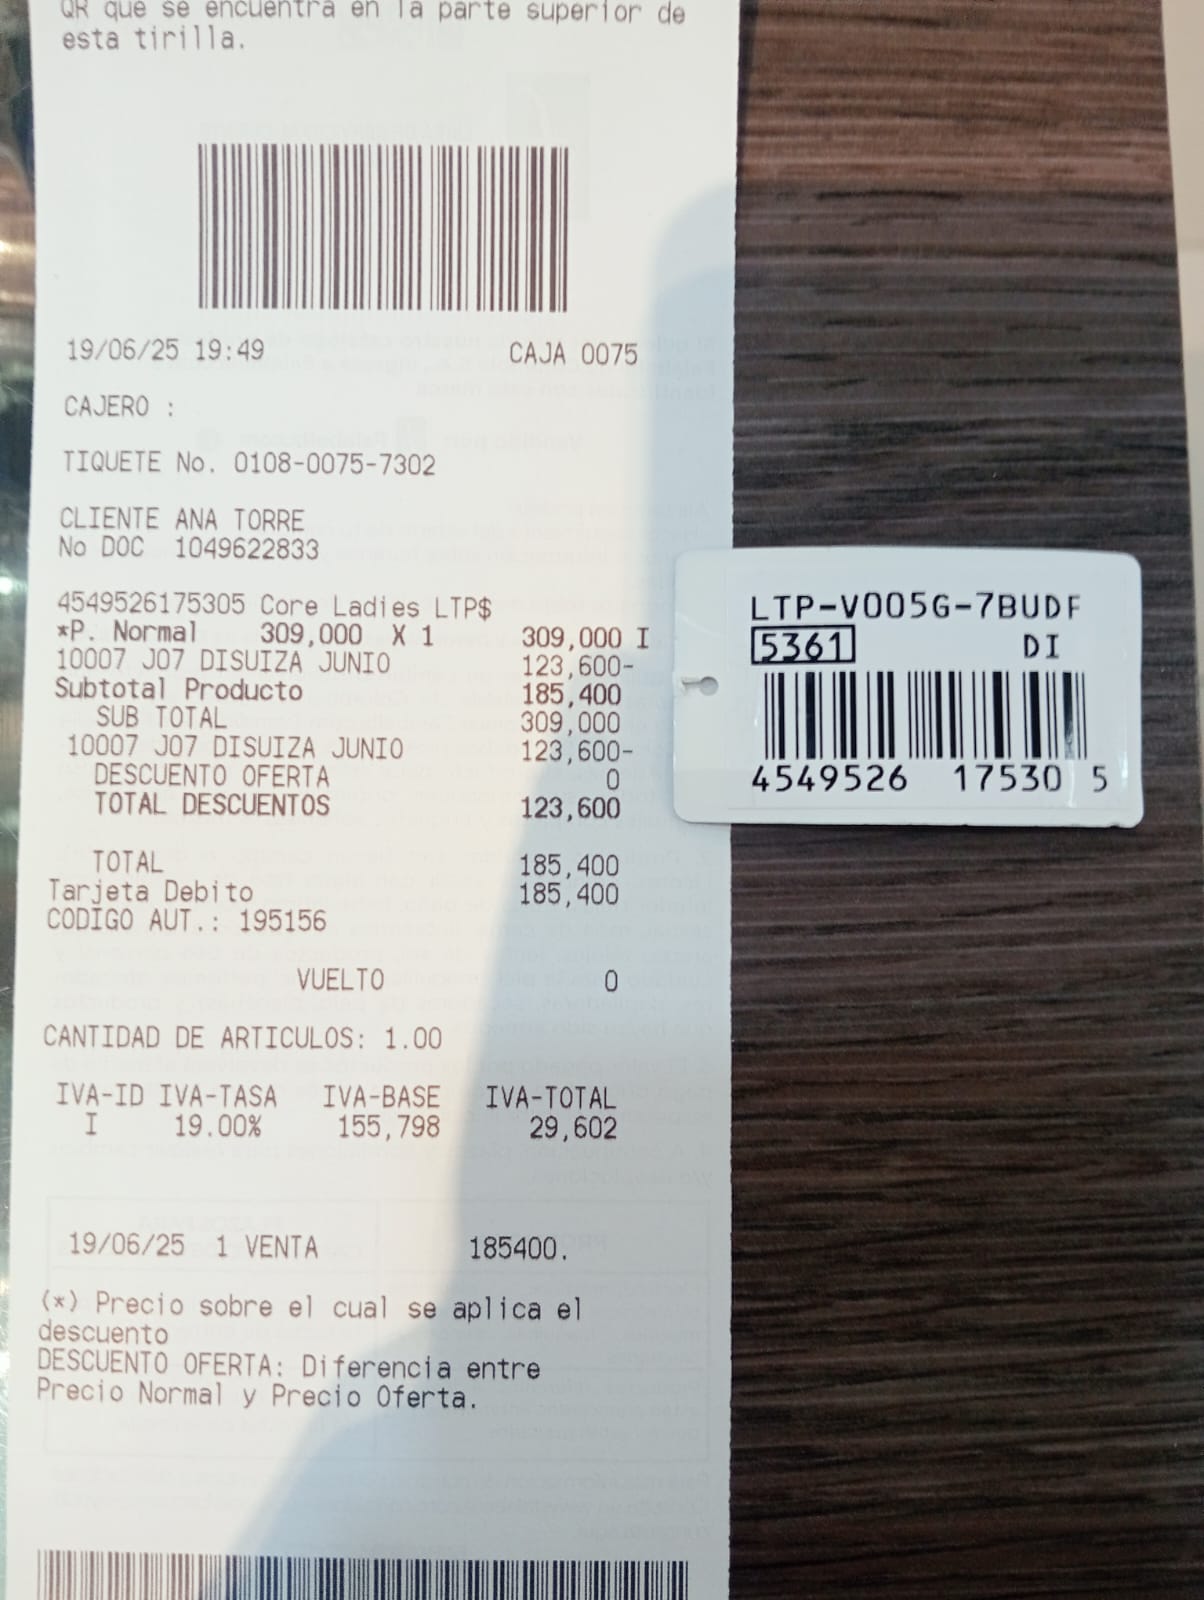 QR que se encuentra en la parte superior de
esta tirilla.
19/06/25 19:49 CAJA 0075
CAJERO :
TIQUETE No. 0108-0075-7302
CLIENTE ANA TORRE
No DOC 1049622833
4549526175305 Core Ladies LTP$
*P. Normal 309,000 X 1 309,000 I
10007 J07 DISUIZA JUNIO 123,600-
Subtotal Producto 185,400
SUB TOTAL 309,000
10007 J07 DISUIZA JUNIO 123,600-
DESCUENTO OFERTA 0
TOTAL DESCUENTOS 123,600
TOTAL 185,400
Tarjeta Debito 185,400
CODIGO AUT.: 195156
VUELTO 0
CANTIDAD DE ARTICULOS: 1.00
IVA-ID IVA-TASA IVA-BASE IVA-TOTAL
I 19.00% 155,798 29,602
19/06/25 1 VENTA 185400.
(*) Precio sobre el cual se aplica el
descuento
DESCUENTO OFERTA: Diferencia entre
Precio Normal y Precio Oferta.
LTP-V005G-7BUDF
5361 DI
4549526 17530 5